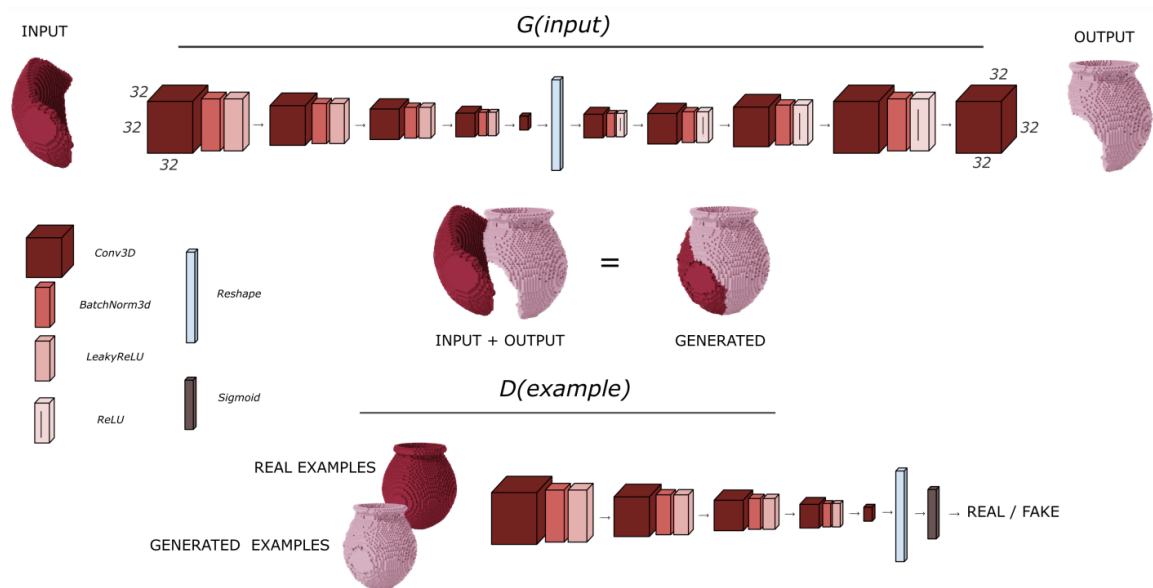 G(input)
INPUT
OUTPUT
32
32
32
32
32
32
Conv3D
BatchNorm3d
LeakyReLU
ReLU
Reshape
Sigmoid
=
INPUT + OUTPUT
GENERATED
D(example)
REAL EXAMPLES
GENERATED EXAMPLES
REAL / FAKE